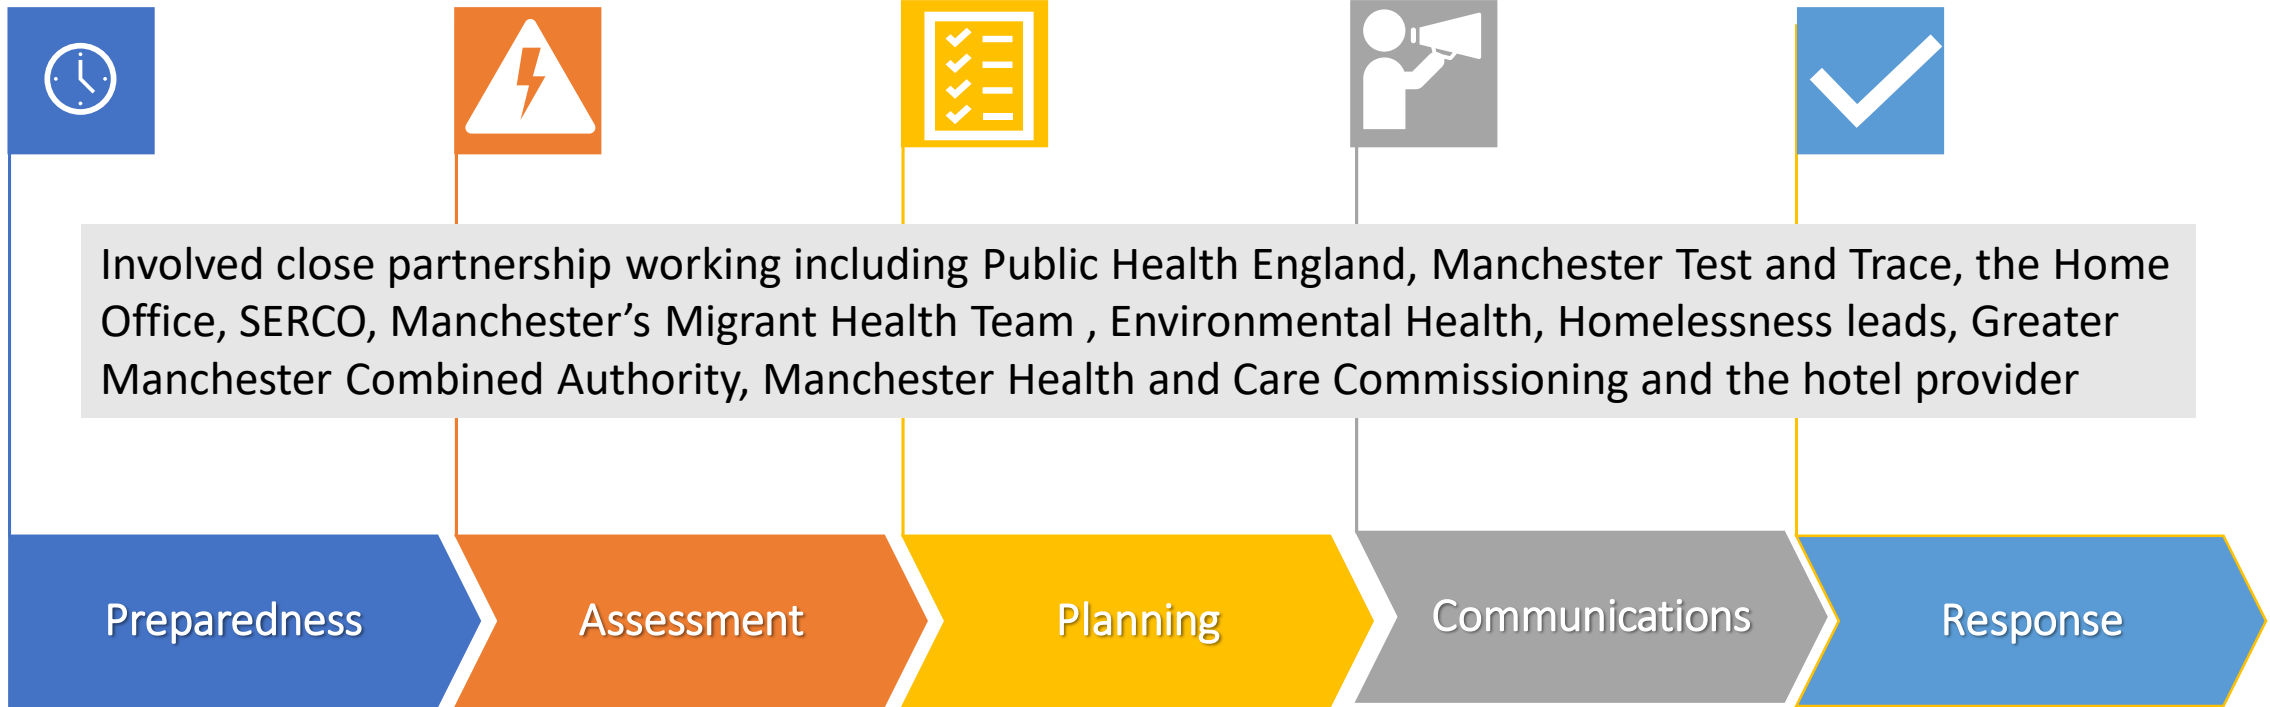 Involved close partnership working including Public Health England, Manchester Test and Trace, the Home
Office, SERCO, Manchester’s Migrant Health Team , Environmental Health, Homelessness leads, Greater
Manchester Combined Authority, Manchester Health and Care Commissioning and the hotel provider
Preparedness
Assessment
Planning
Communications
Response